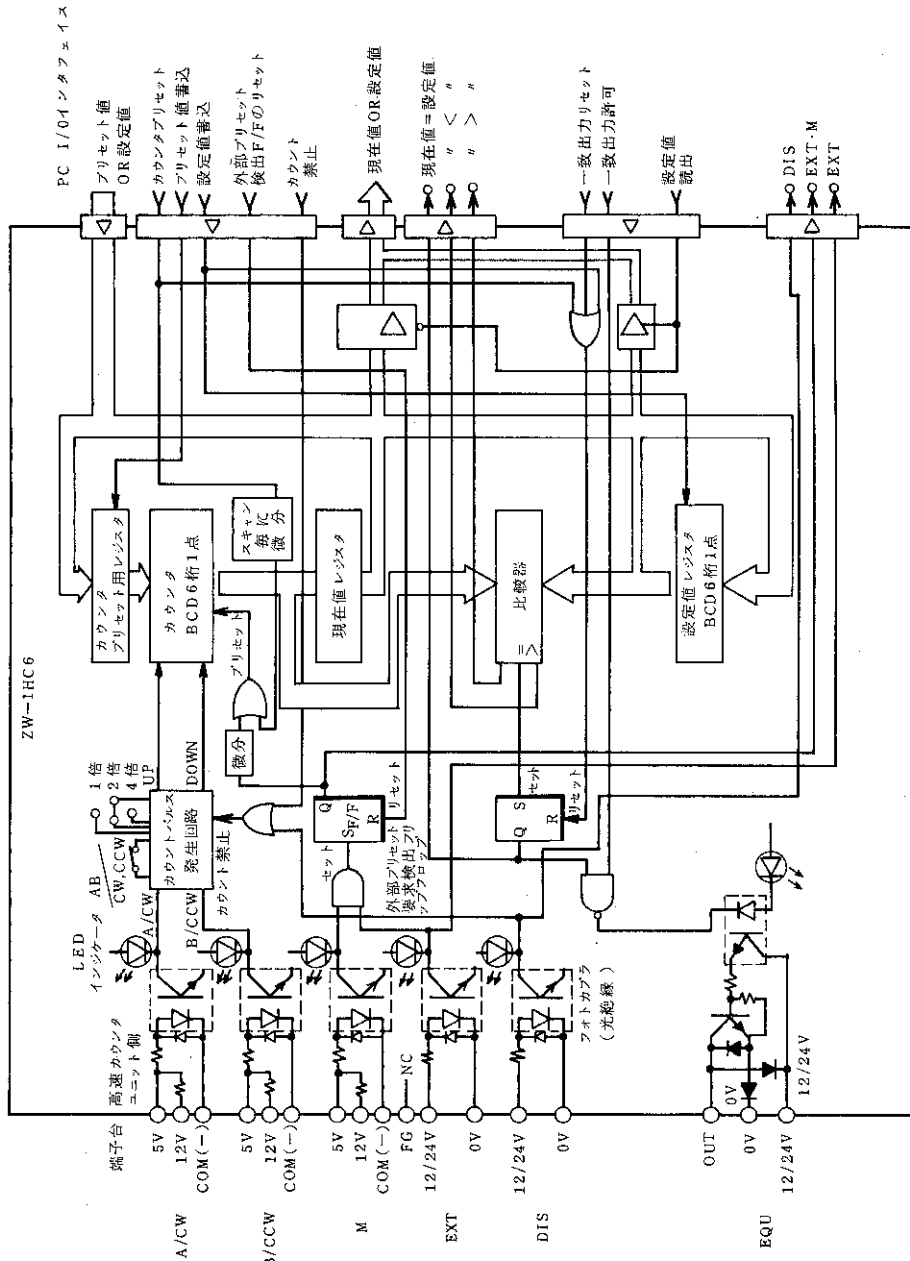 ZW-1HC6
PC I/Oインタフェイス
プリセット値
OR設定値
カウンタプリセット
プリセット値書込
設定値書込
外部プリセット
検出F/Fのリセット
カウント
禁止
現在値OR設定値
現在値=設定値
〃 < 〃
〃 > 〃
一致出力リセット
一致出力許可
設定値
読出
DIS
EXT・M
EXT
カウンタ
プリセット用レジスタ
カウンタ
BCD6桁1点
スキャン
毎に
微分
現在値レジスタ
比較器
=
>
設定値レジスタ
BCD6桁1点
プリセット
微分
1倍
2倍
4倍
UP
DOWN
AB
CW,CCW
カウントパルス
発生回路
カウント禁止
A/CW
B/CCW
セット
Q
S F/F
R
リセット
外部プリセット
要求検出フリ
ップフロップ
セット
Q
S
R
リセット
LED
インジケータ
フォトカプラ
(光絶縁)
端子台
高速カウンタ
ユニット側
5V
12V
COM(-)
A/CW
5V
12V
COM(-)
B/CCW
5V
12V
COM(-)
M
FG
NC
12/24V
0V
EXT
12/24V
0V
DIS
OUT
0V
12/24V
EQU
0V
12/24V